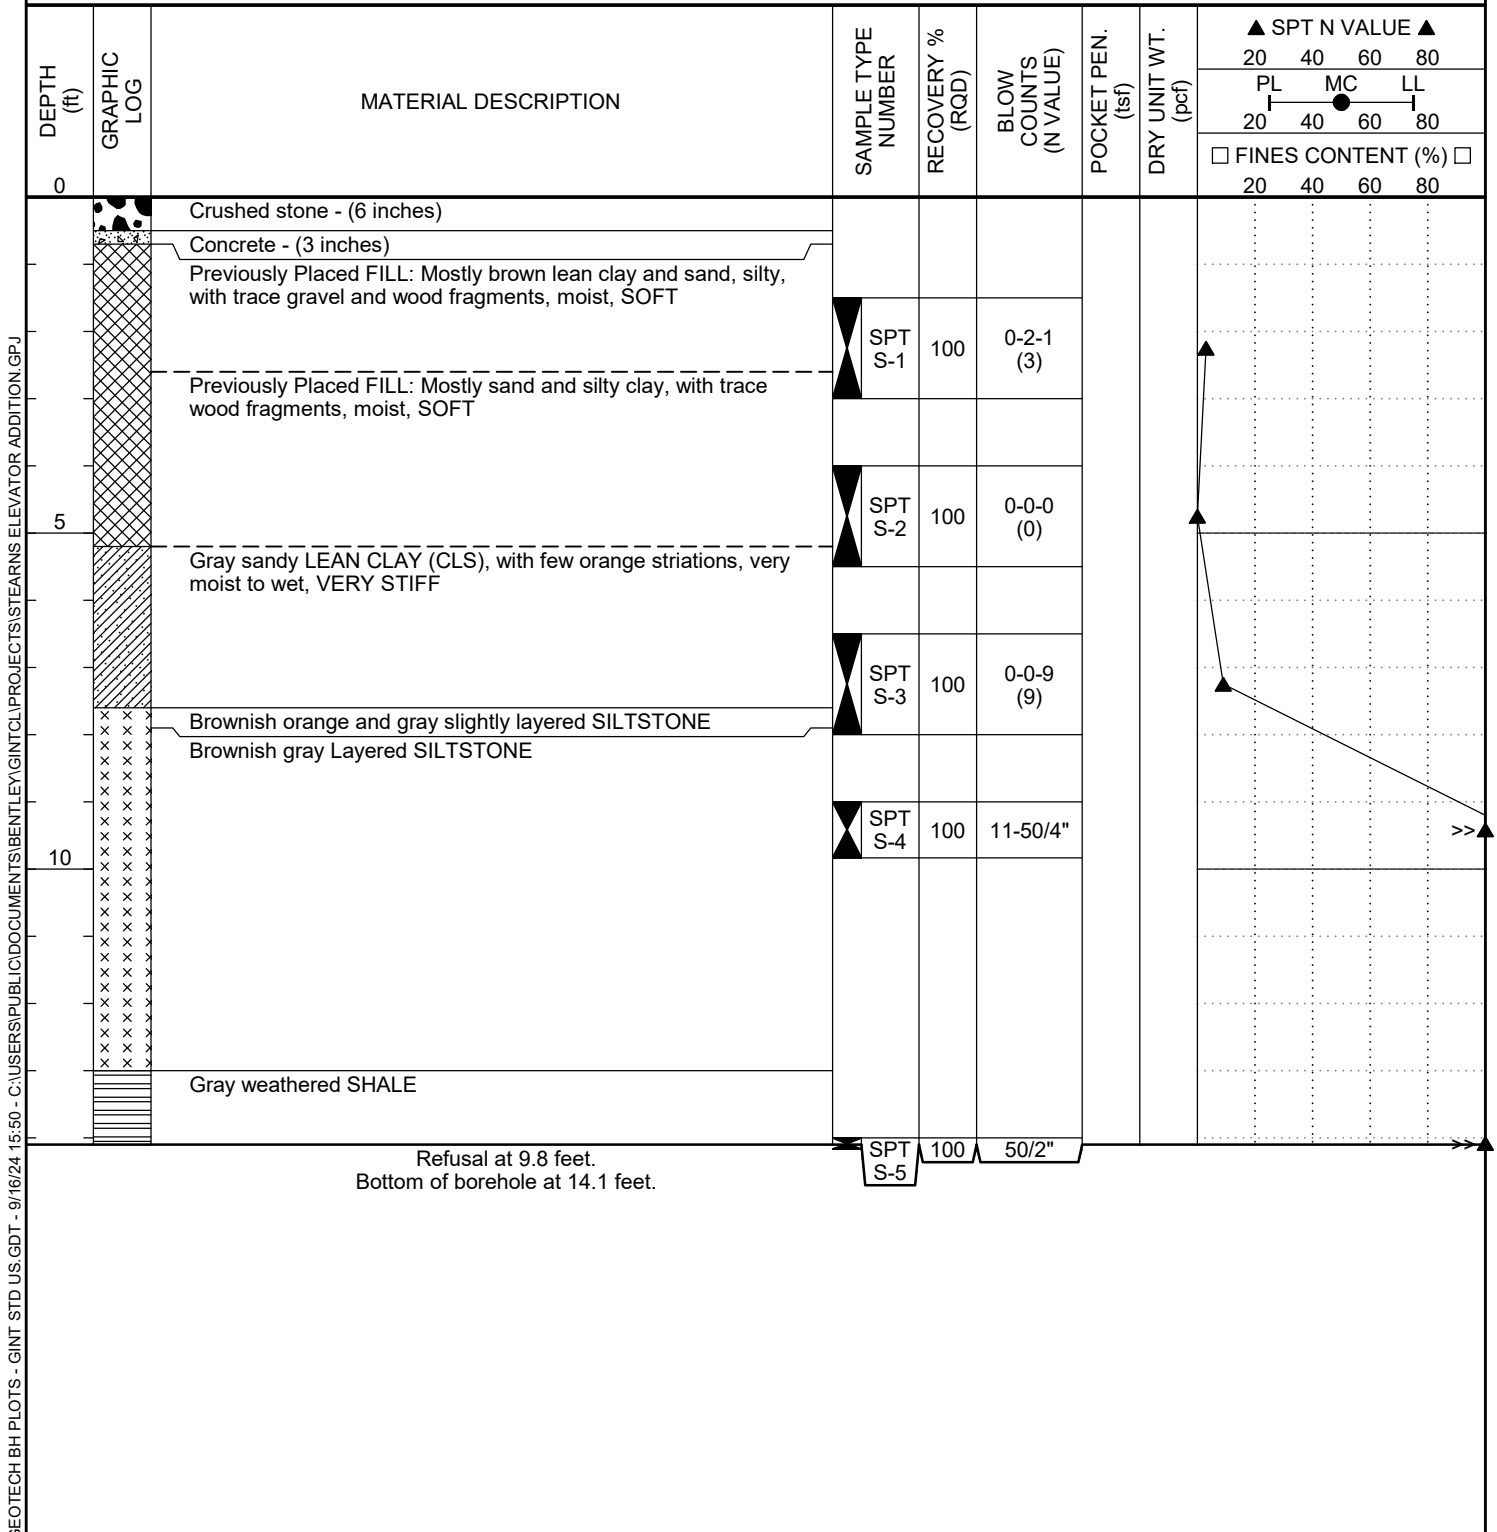 DEPTH
(ft)
GRAPHIC
LOG
MATERIAL DESCRIPTION
SAMPLE TYPE
NUMBER
RECOVERY %
(RQD)
BLOW
COUNTS
(N VALUE)
POCKET PEN.
(tsf)
DRY UNIT WT.
(pcf)
▲ SPT N VALUE ▲
20 40 60 80
PL MC LL
20 40 60 80
□ FINES CONTENT (%) □
20 40 60 80
0
Crushed stone - (6 inches)
Concrete - (3 inches)
Previously Placed FILL: Mostly brown lean clay and sand, silty,
with trace gravel and wood fragments, moist, SOFT
SPT
S-1
100
0-2-1
(3)
Previously Placed FILL: Mostly sand and silty clay, with trace
wood fragments, moist, SOFT
SPT
S-2
100
0-0-0
(0)
5
Gray sandy LEAN CLAY (CLS), with few orange striations, very
moist to wet, VERY STIFF
SPT
S-3
100
0-0-9
(9)
Brownish orange and gray slightly layered SILTSTONE
Brownish gray Layered SILTSTONE
SPT
S-4
100
11-50/4"
>>
10
Gray weathered SHALE
SPT
S-5
100
50/2"
>>
Refusal at 9.8 feet.
Bottom of borehole at 14.1 feet.
EOTECH BH PLOTS - GINT STD US.GDT - 9/16/24 15:50 - C:\USERS\PUBLIC\DOCUMENTS\BENTLEY\GINTCL\PROJECTS\STEARNS ELEVATOR ADDITION.GPJ